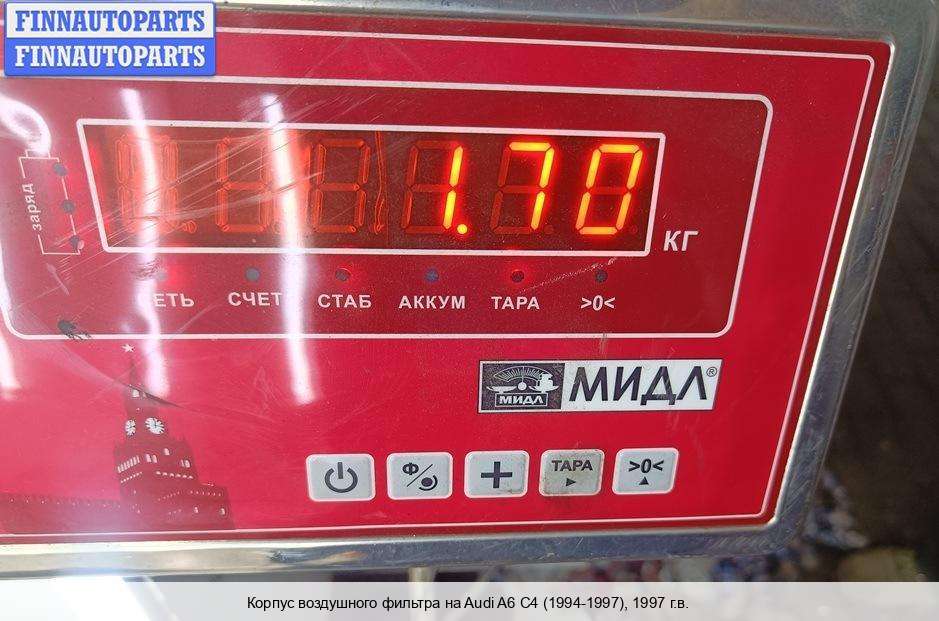 FINNAUTOPARTS
FINNAUTOPARTS
заряд
1.70
КГ
СЕТЬ СЧЕТ СТАБ АККУМ ТАРА >0<
МИДЛ МИДЛ®
Ф ТАРА >0<
Корпус воздушного фильтра на Audi A6 C4 (1994-1997), 1997 г.в.